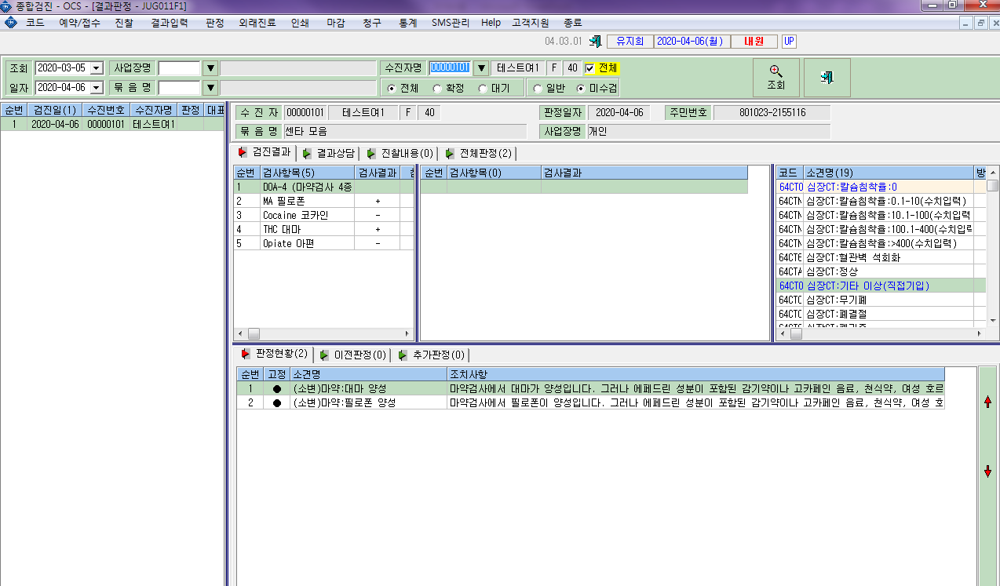 종합검진 - OCS - [결과판정 - JUG011F1]
코드 예약/접수 진찰 결과입력 판정 외래진료 인쇄 마감 청구 통계 SMS관리 Help 고객지원 종료
04.03.01 유지희 2020-04-06(월) 내원 UP
조회 2020-03-05 사업장명 수진자명 00000101 테스트여1 F 40 전체
일자 2020-04-06 묶 음 명 전체 확정 대기 일반 미수검 조회
순번 검진일(1) 수진번호 수진자명 판정 대표
1 2020-04-06 00000101 테스트여1
수 진 자 00000101 테스트여1 F 40 판정일자 2020-04-06 주민번호 801023-2155116
묶 음 명 센타 모음 사업장명 개인
검진결과 결과상담 진찰내용(0) 전체판정(2)
순번 검사항목(5) 검사결과
1 DOA-4 (마약검사 4종
2 MA 필로폰 +
3 Cocaine 코카인 -
4 THC 대마 +
5 Opiate 아편 -
순번 검사항목(0) 검사결과
코드 소견명(19) 방
64CT0 심장CT:칼슘침착율:0
64CTN 심장CT:칼슘침착율:0.1-10(수치입력)
64CTN 심장CT:칼슘침착율:10.1-100(수치입력
64CTN 심장CT:칼슘침착율:100.1-400(수치입력
64CTN 심장CT:칼슘침착율:>400(수치입력)
64CTE 심장CT:혈관벽 석회화
64CTA 심장CT:정상
64CTO 심장CT:기타 이상(직접기입)
64CTC 심장CT:무기폐
64CTC 심장CT:폐결절
판정현황(2) 이전판정(0) 추가판정(0)
순번 고정 소견명 조치사항
1 ● (소변)마약:대마 양성 마약검사에서 대마가 양성입니다. 그러나 에페드린 성분이 포함된 감기약이나 고카페인 음료, 천식약, 여성 호르
2 ● (소변)마약:필로폰 양성 마약검사에서 필로폰이 양성입니다. 그러나 에페드린 성분이 포함된 감기약이나 고카페인 음료, 천식약, 여성 호